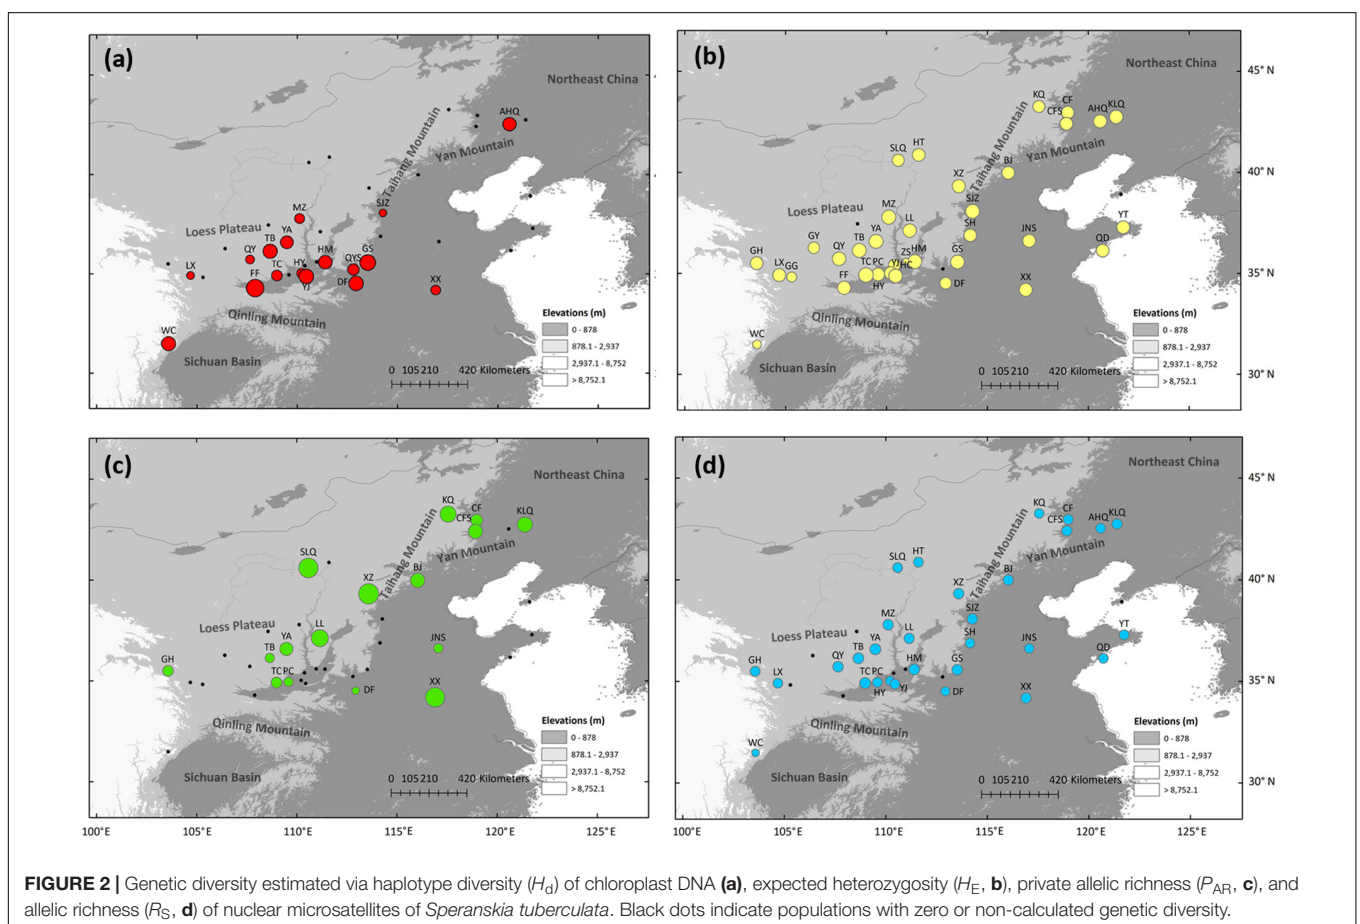 (a)
Northeast China
AHQ
Taihang Mountain
Yan Mountain
SJZ
MZ
Loess Plateau
YA
TB
QY
HM
GS
QYS
LX
TC
HY
FF
YJ
DF
XX
Qinling Mountain
WC
Sichuan Basin
Elevations (m)
0 - 878
878.1 - 2,937
2,937.1 - 8,752
> 8,752.1
0 105210 420 Kilometers
(b)
Northeast China
45° N
KQ
CF
CFS
AHQ
KLQ
Taihang Mountain
Yan Mountain
HT
SLQ
BJ
40° N
XZ
MZ
SJZ
Loess Plateau
LL
YT
YA
SH
JNS
GY
TB
QD
QY
ZS
HM
GS
GH
LX
GG
TC
PC
YJ
HC
35° N
FF
HY
DF
XX
Qinling Mountain
WC
Sichuan Basin
Elevations (m)
0 - 878
878.1 - 2,937
2,937.1 - 8,752
> 8,752.1
0 105210 420 Kilometers
30° N
(c)
Northeast China
KQ
CF
CFS
KLQ
Taihang Mountain
Yan Mountain
SLQ
BJ
XZ
Loess Plateau
LL
YA
TB
JNS
GH
TC
PC
DF
XX
Qinling Mountain
Sichuan Basin
Elevations (m)
0 - 878
878.1 - 2,937
2,937.1 - 8,752
> 8,752.1
0 105210 420 Kilometers
100°E 105°E 110°E 115°E 120°E 125°E
(d)
Northeast China
45° N
KQ
CF
CFS
AHQ
KLQ
Taihang Mountain
Yan Mountain
HT
SLQ
BJ
40° N
XZ
MZ
SJZ
Loess Plateau
LL
YT
YA
SH
JNS
TB
QD
QY
HM
GS
GH
LX
TC
PC
35° N
HY
YJ
DF
XX
Qinling Mountain
WC
Sichuan Basin
Elevations (m)
0 - 878
878.1 - 2,937
2,937.1 - 8,752
> 8,752.1
0 105 210 420 Kilometers
30° N
100°E 105°E 110°E 115°E 120°E 125°E
FIGURE 2 | Genetic diversity estimated via haplotype diversity (Hd) of chloroplast DNA (a), expected heterozygosity (HE, b), private allelic richness (PAR, c), and
allelic richness (RS, d) of nuclear microsatellites of Speranskia tuberculata. Black dots indicate populations with zero or non-calculated genetic diversity.